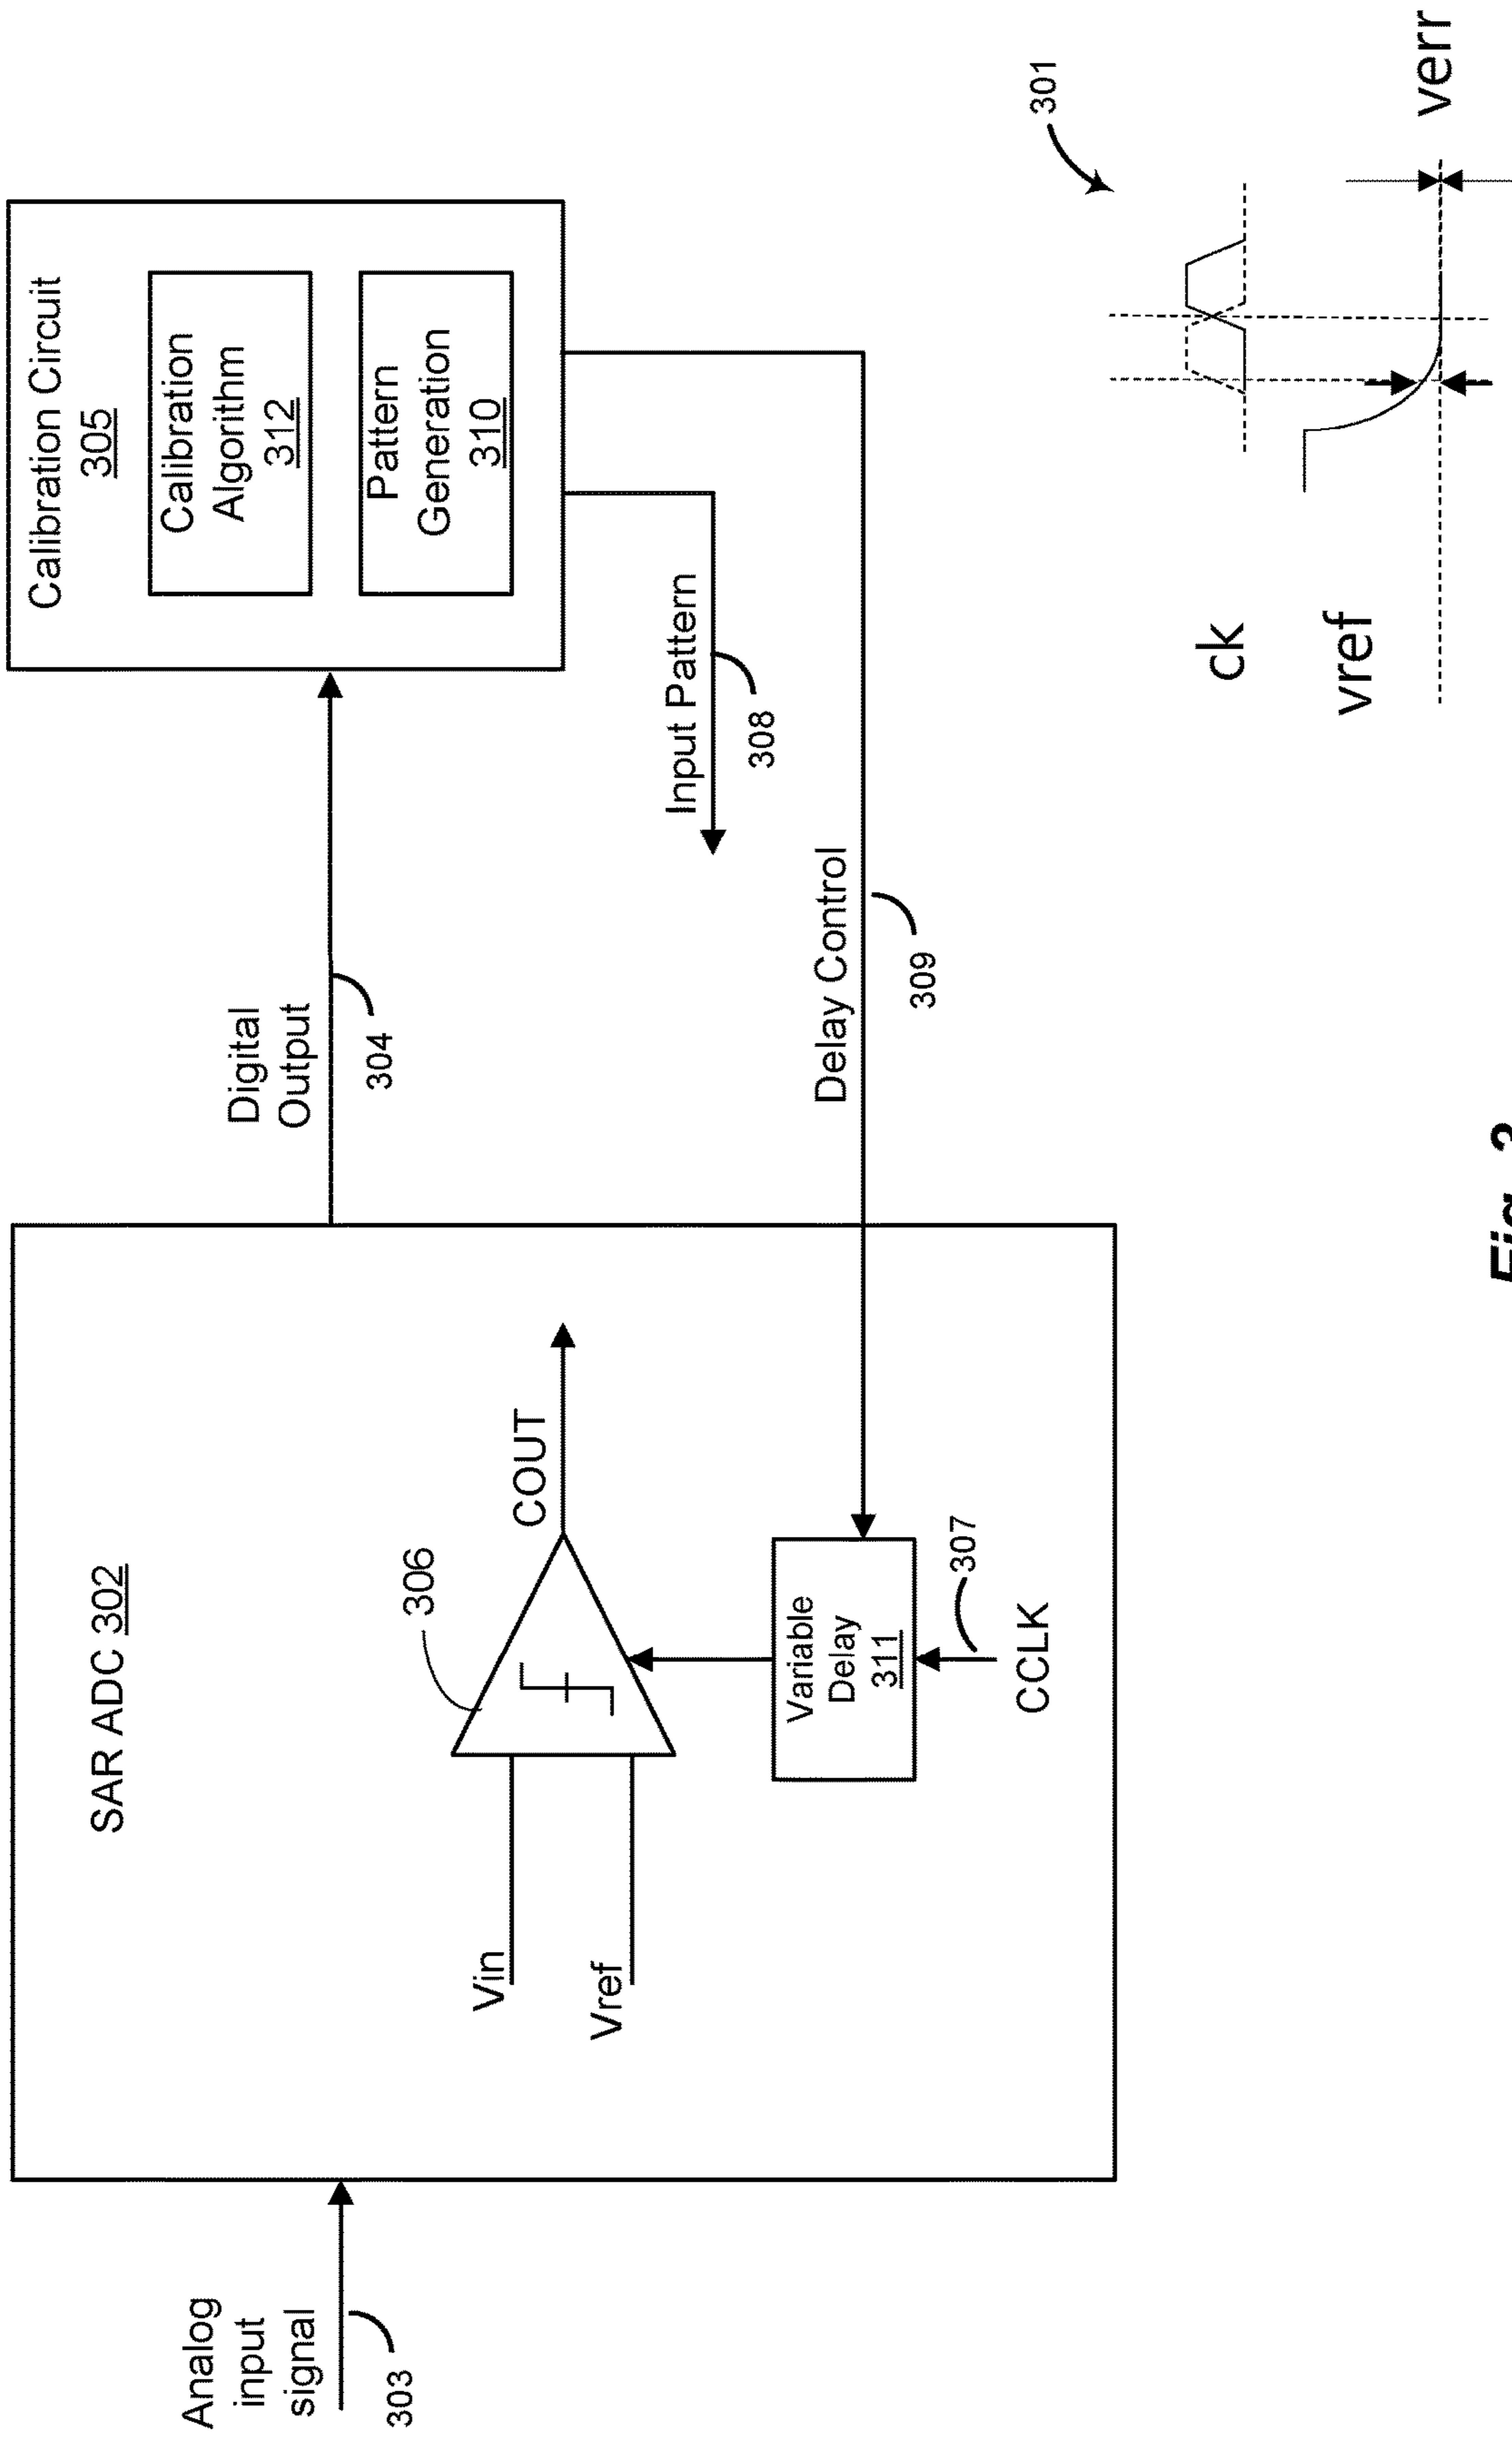 SAR ADC 302
Analog
input
signal
303
Vin
Vref
306
COUT
Variable
Delay
311
307
CCLK
Digital
Output
304
Calibration Circuit
305
Calibration
Algorithm
312
Pattern
Generation
310
Input Pattern
308
Delay Control
309
301
ck
vref
verr